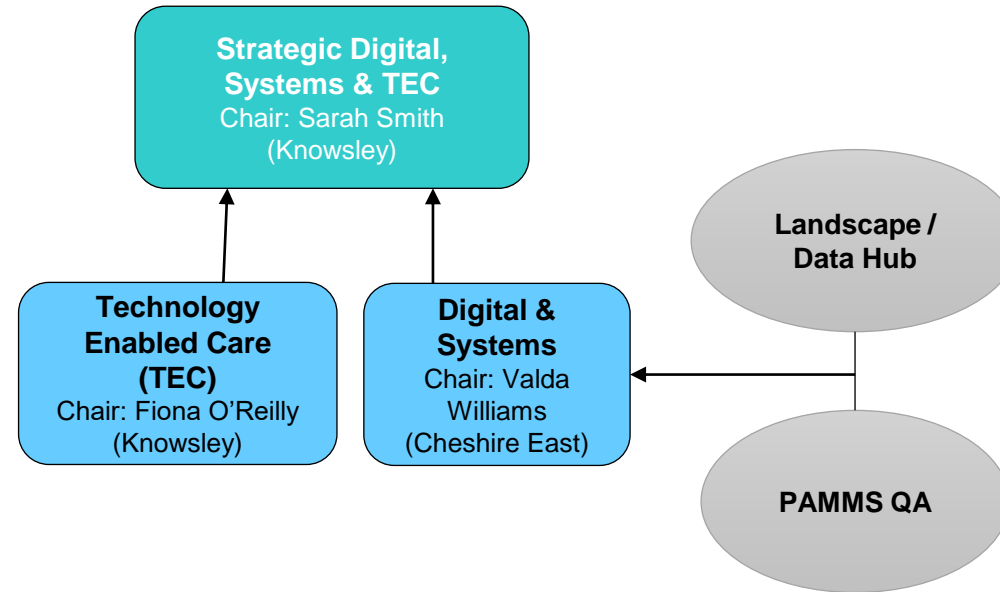 Strategic Digital,
Systems & TEC
Chair: Sarah Smith
(Knowsley)
Technology
Enabled Care
(TEC)
Chair: Fiona O’Reilly
(Knowsley)
Digital &
Systems
Chair: Valda
Williams
(Cheshire East)
Landscape /
Data Hub
PAMMS QA